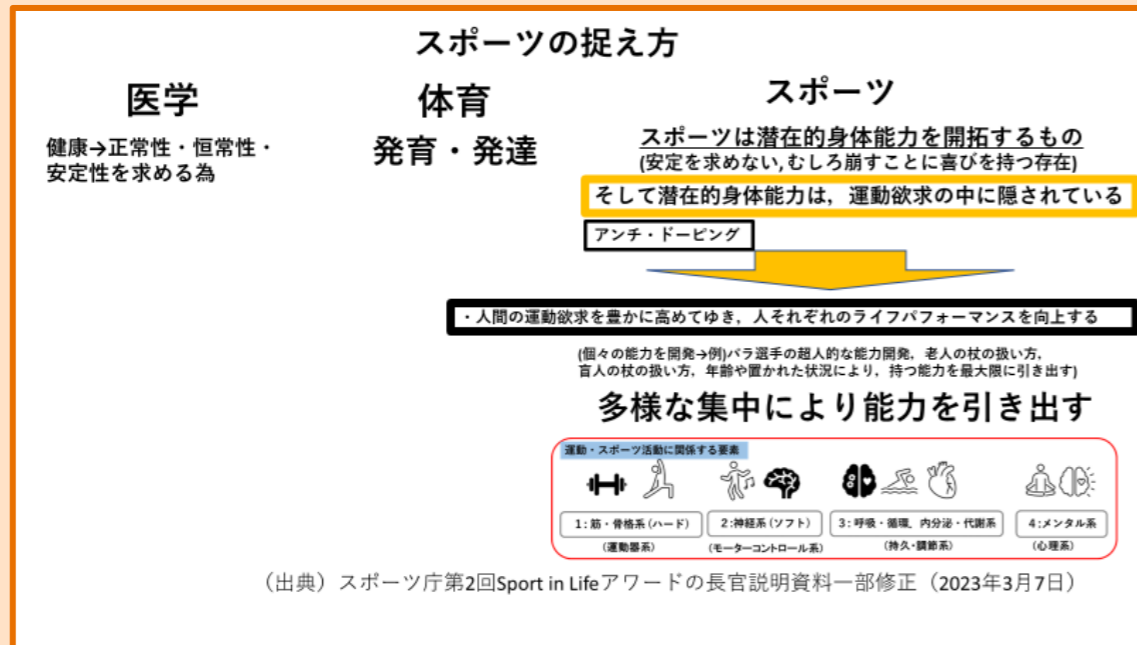 スポーツの捉え方
医学
健康→正常性・恒常性・
安定性を求める為
体育
発育・発達
スポーツ
スポーツは潜在的身体能力を開拓するもの
(安定を求めない,むしろ崩すことに喜びを持つ存在)
そして潜在的身体能力は，運動欲求の中に隠されている
アンチ・ドーピング
・人間の運動欲求を豊かに高めてゆき，人それぞれのライフパフォーマンスを向上する
(個々の能力を開発→例)パラ選手の超人的な能力開発，老人の杖の扱い方，
盲人の杖の扱い方，年齢や置かれた状況により，持つ能力を最大限に引き出す)
多様な集中により能力を引き出す
運動・スポーツ活動に関係する要素
1:筋・骨格系(ハード)
(運動器系)
2:神経系(ソフト)
(モーターコントロール系)
3:呼吸・循環，内分泌・代謝系
(持久・調節系)
4:メンタル系
(心理系)
（出典）スポーツ庁第2回Sport in Lifeアワードの長官説明資料一部修正（2023年3月7日）